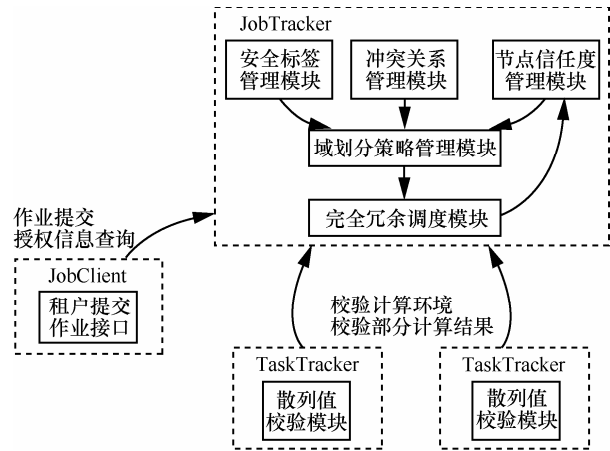 JobTracker
安全标签
管理模块
冲突关系
管理模块
节点信任度
管理模块
域划分策略管理模块
完全冗余调度模块
作业提交
授权信息查询
JobClient
租户提交
作业接口
校验计算环境
校验部分计算结果
TaskTracker
散列值
校验模块
TaskTracker
散列值
校验模块